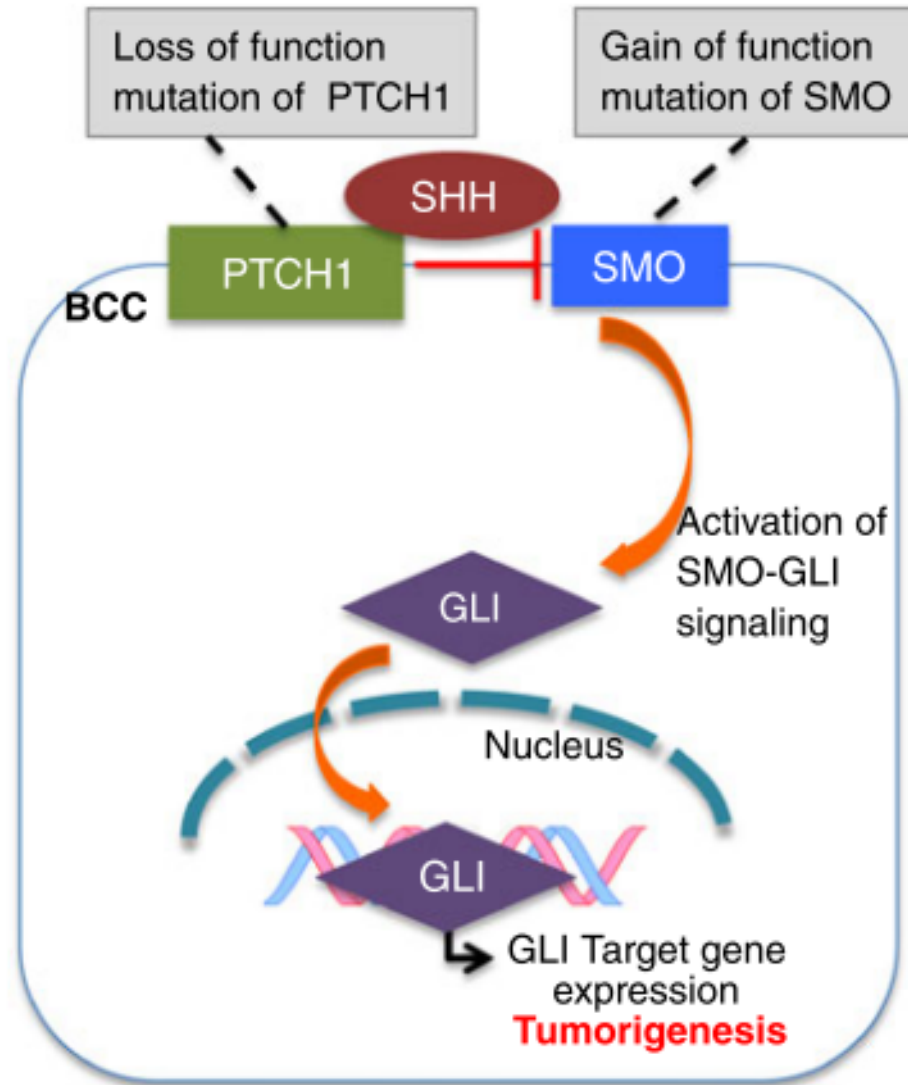 Loss of function
mutation of PTCH1
Gain of function
mutation of SMO
SHH
PTCH1
SMO
BCC
Activation of
SMO-GLI
signaling
GLI
Nucleus
GLI
GLI Target gene
expression
Tumorigenesis